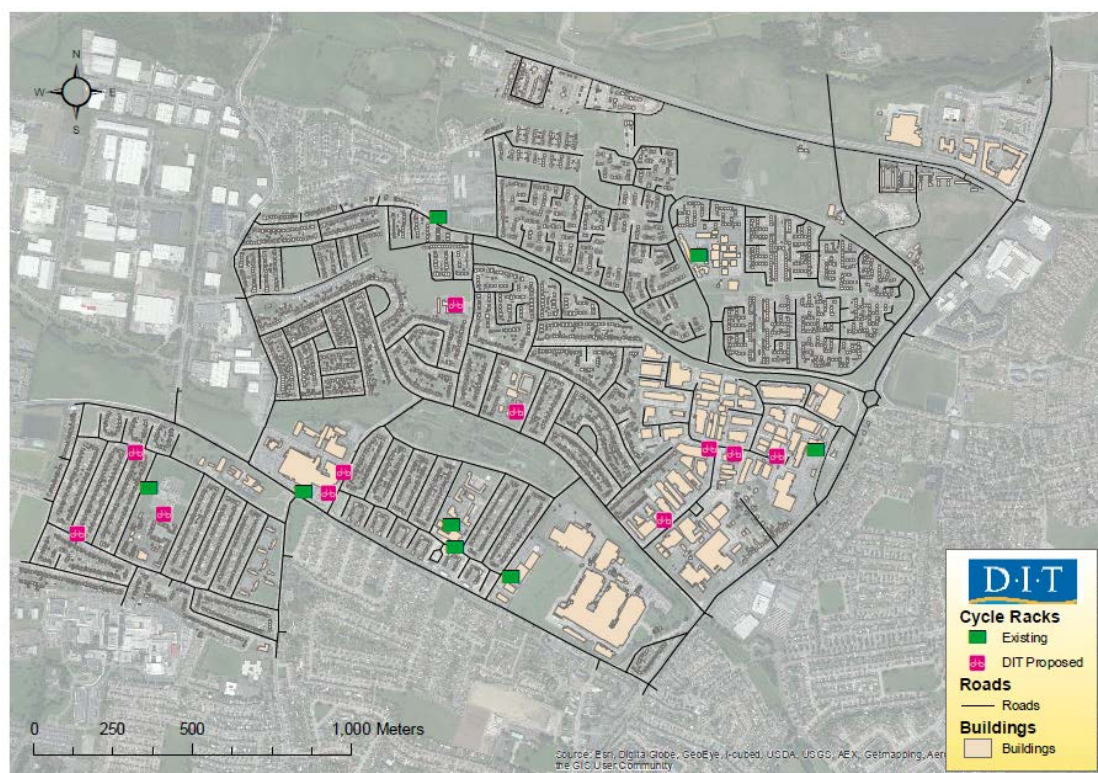 N
W E
S
0 250 500 1,000 Meters
Source: Esri, DigitalGlobe, GeoEye, i-cubed, USDA, USGS, AEX, Getmapping,
the GIS User Community
D·I·T
Cycle Racks
Existing
DIT Proposed
Roads
Roads
Buildings
Buildings